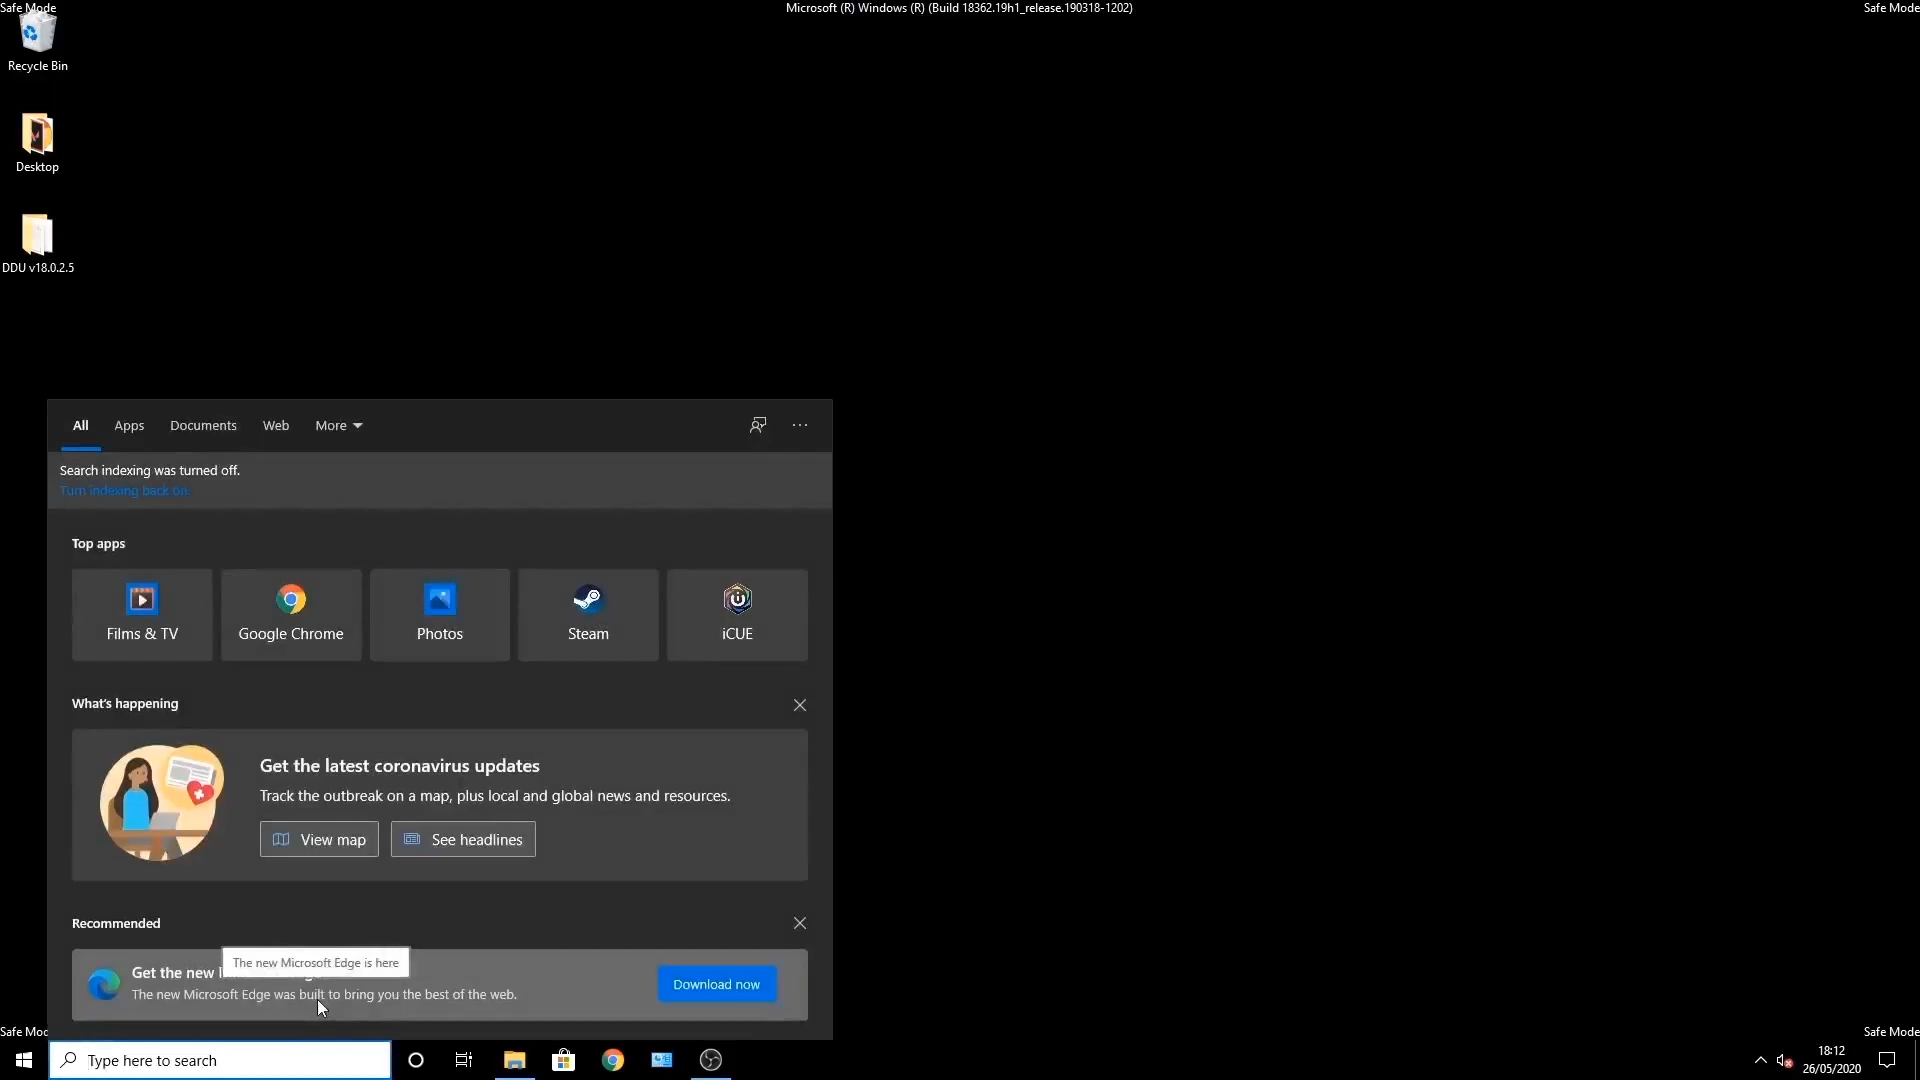 Safe Mode
Microsoft (R) Windows (R) (Build 18362.19h1_release.190318-1202)
Safe Mode
Recycle Bin
Desktop
DDU v18.0.2.5
All
Apps
Documents
Web
More
Search indexing was turned off.
Turn indexing back on.
Top apps
Films & TV
Google Chrome
Photos
Steam
iCUE
What's happening
Get the latest coronavirus updates
Track the outbreak on a map, plus local and global news and resources.
View map
See headlines
Recommended
The new Microsoft Edge is here
Get the new
The new Microsoft Edge was built to bring you the best of the web.
Download now
Safe Mo
Safe Mode
Type here to search
18:12
26/05/2020